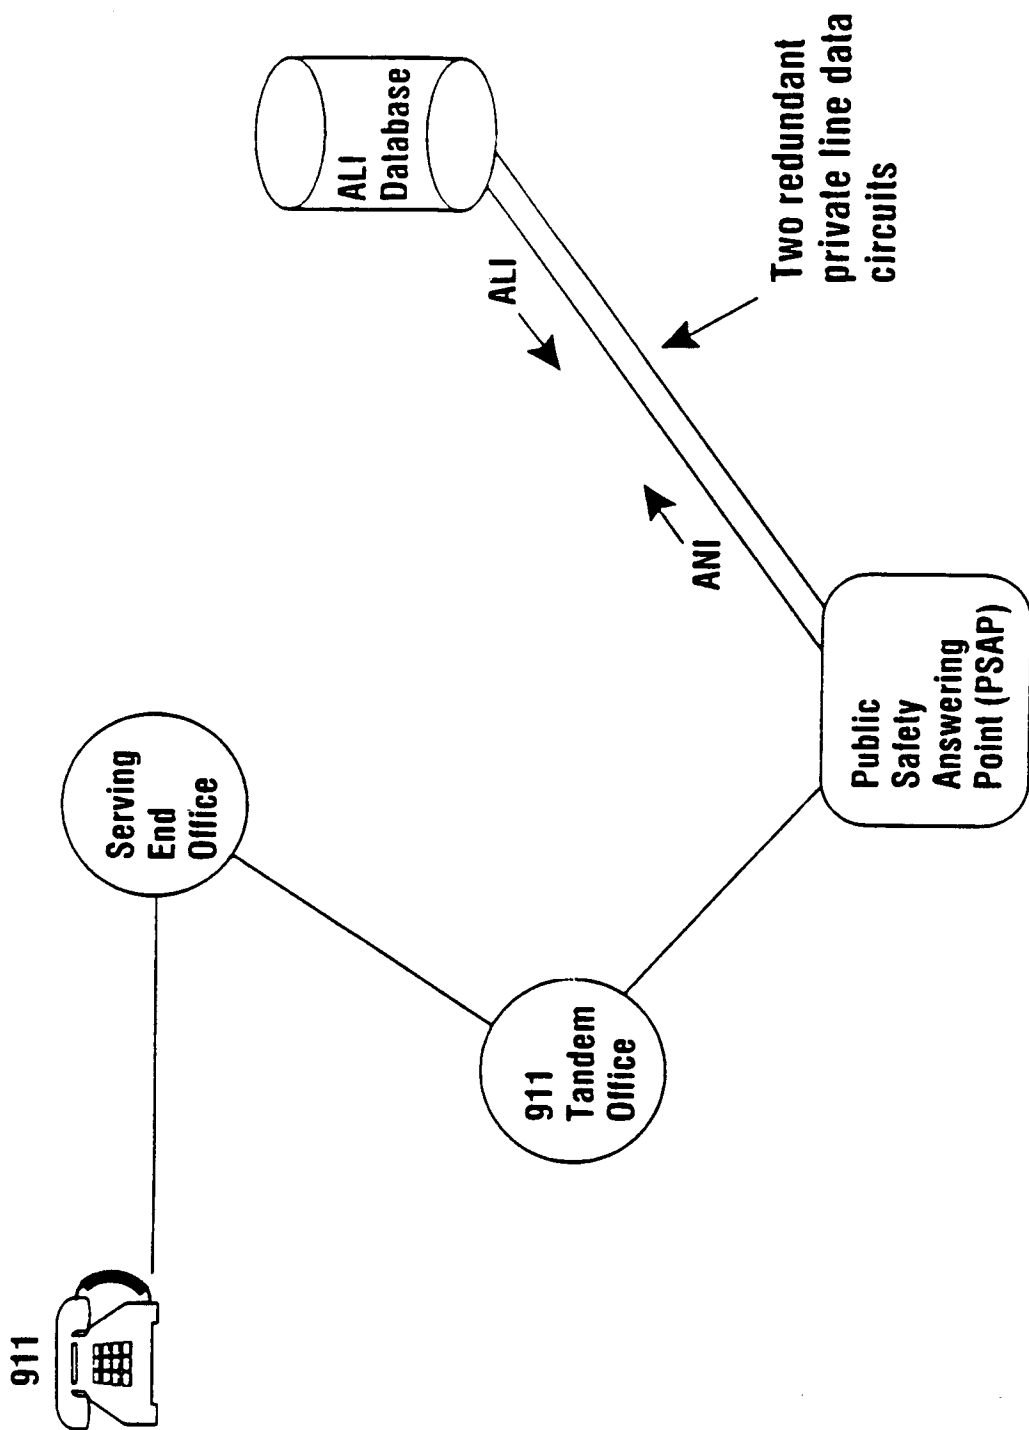 911
Serving
End
Office
911
Tandem
Office
Public
Safety
Answering
Point (PSAP)
ANI
ALI
ALI
Database
Two redundant
private line data
circuits